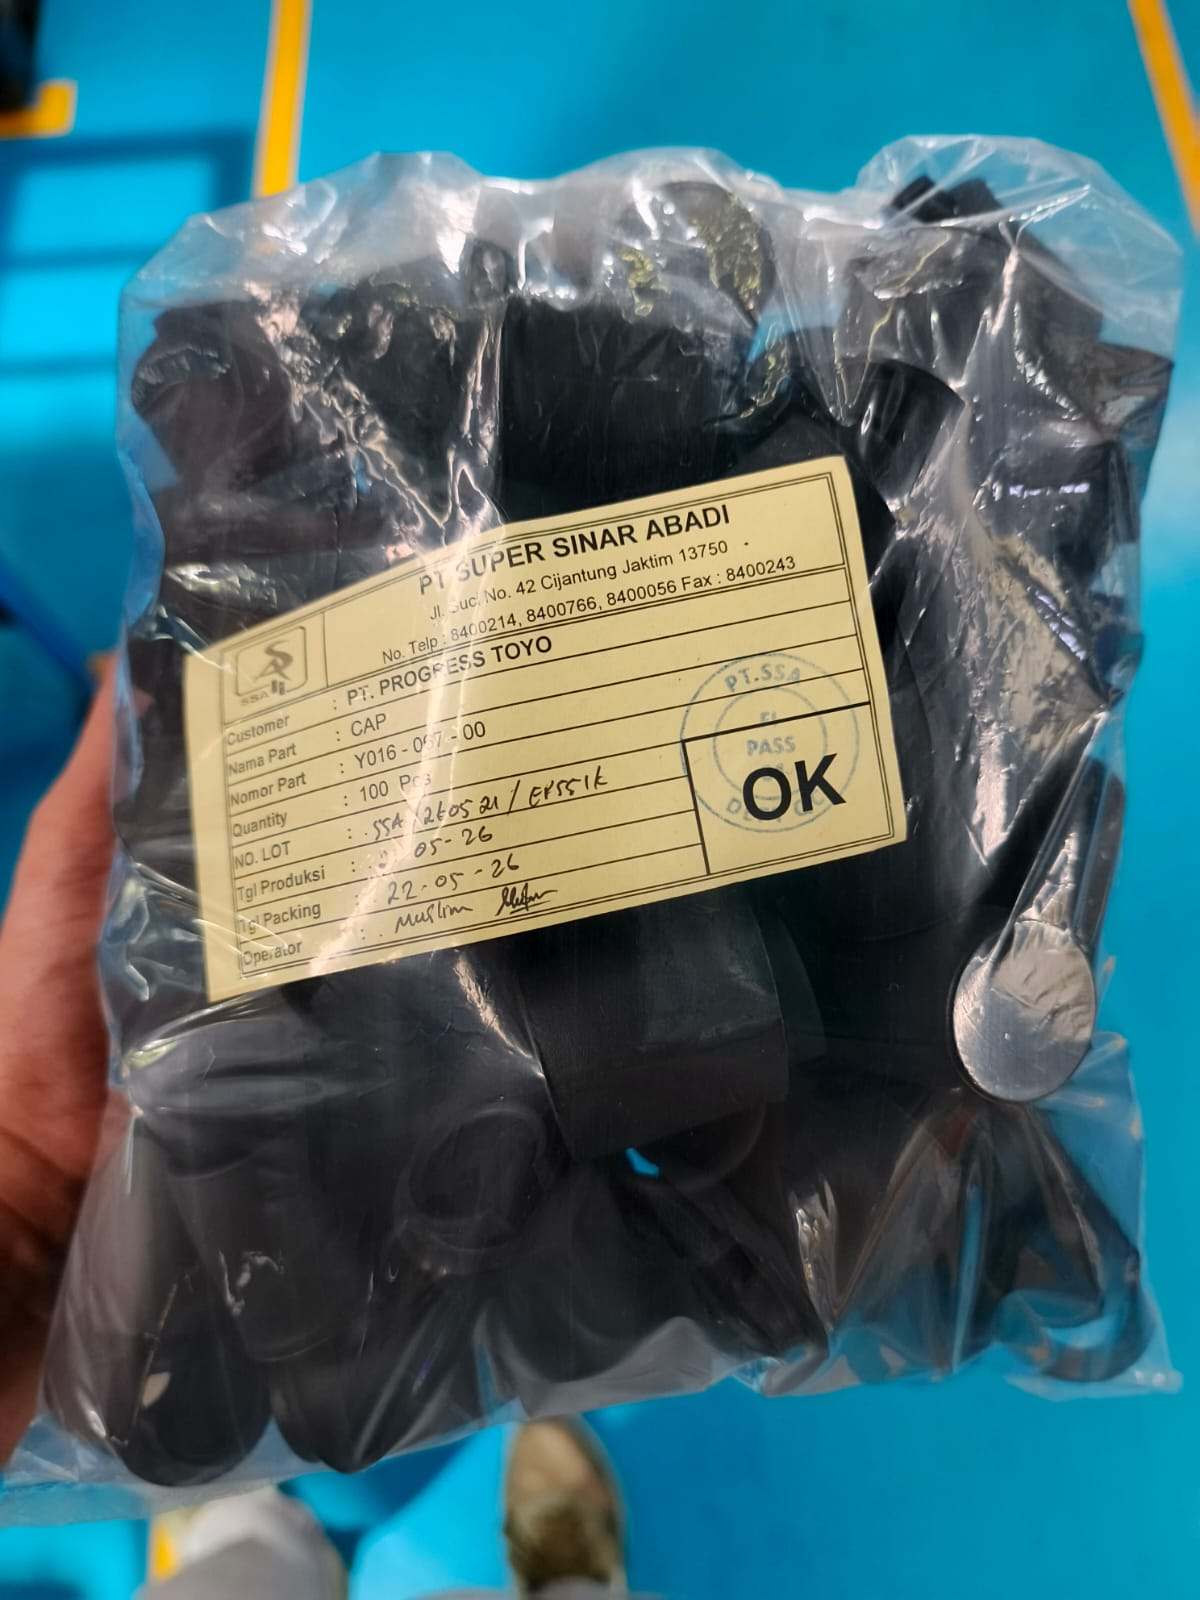 PT SUPER SINAR ABADI
Jl. Suci No. 42 Cijantung Jaktim 13750
No. Telp : 8400214, 8400766, 8400056 Fax : 8400243
SSA
Customer : PT. PROGRESS TOYO
Nama Part : CAP
Nomor Part : Y016 - 097 - 00
Quantity : 100 Pcs
NO. LOT : SSA / 260521 /
Tgl Produksi : 21-05-26
Tgl Packing : 22-05-26
Operator : Muslim
PT.SSA
PASS
OK